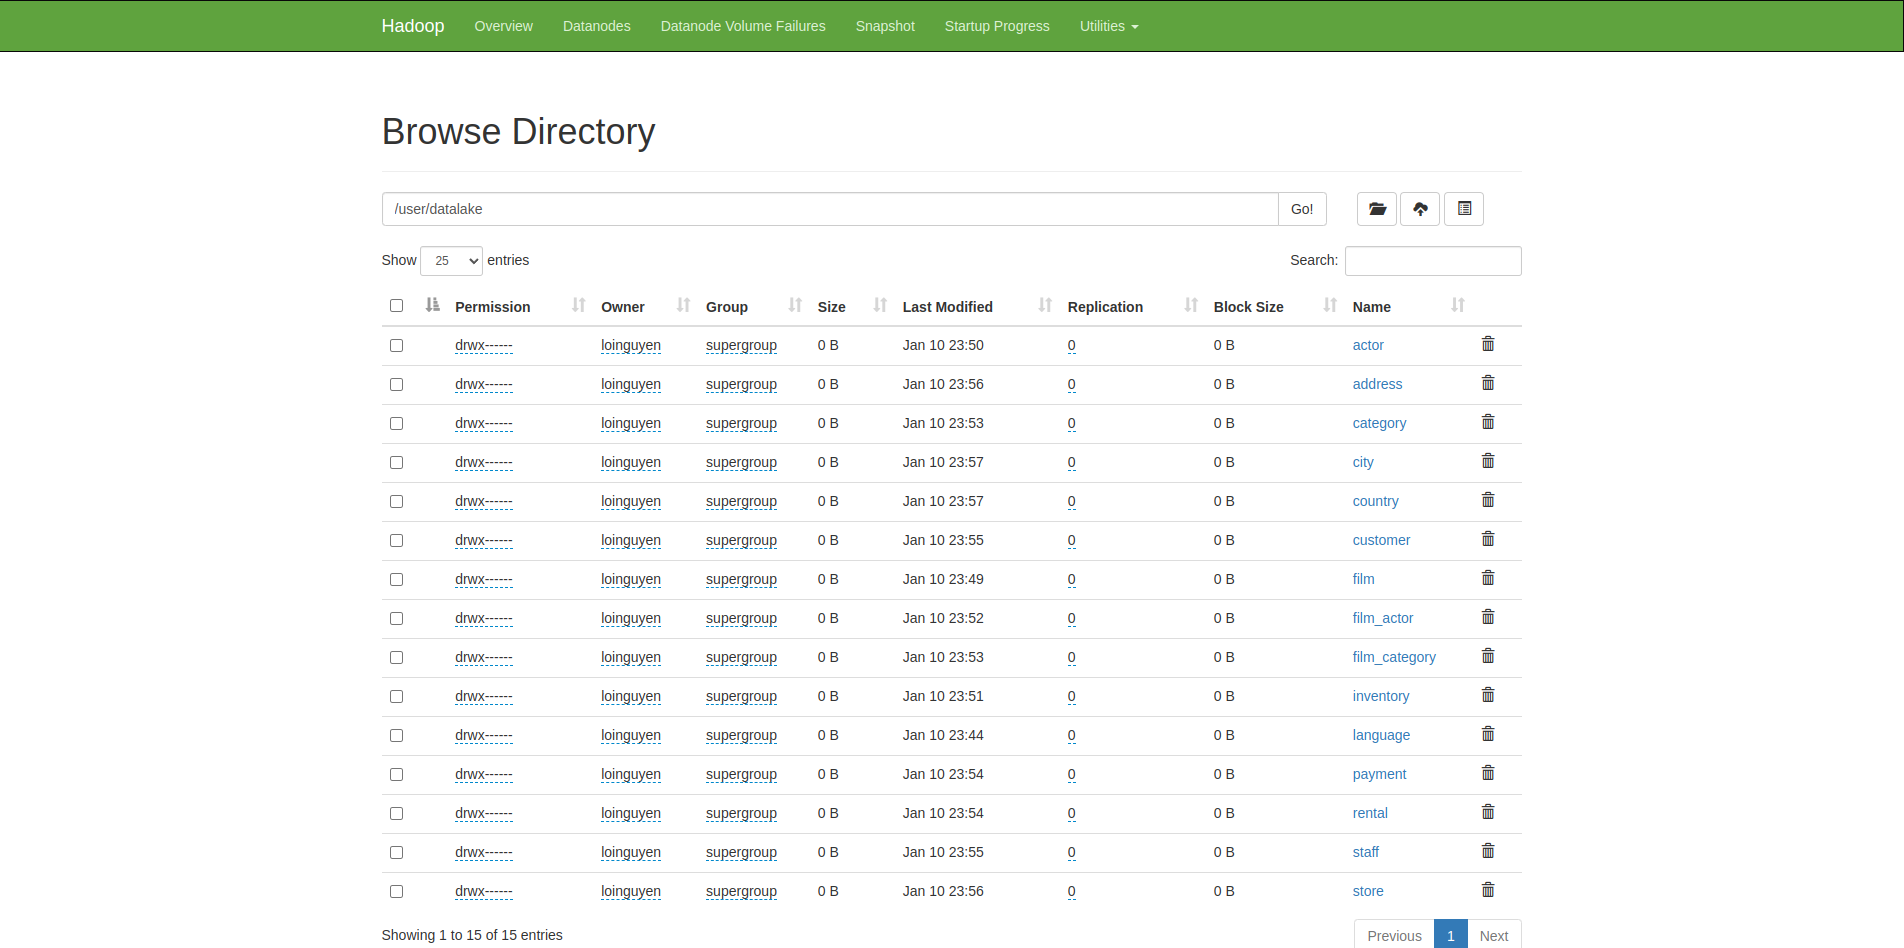 Hadoop Overview Datanodes Datanode Volume Failures Snapshot Startup Progress Utilities
Browse Directory
/user/datalake Go!
Show 25 entries Search:
Permission Owner Group Size Last Modified Replication Block Size Name
drwx------ loinguyen supergroup 0 B Jan 10 23:50 0 0 B actor
drwx------ loinguyen supergroup 0 B Jan 10 23:56 0 0 B address
drwx------ loinguyen supergroup 0 B Jan 10 23:53 0 0 B category
drwx------ loinguyen supergroup 0 B Jan 10 23:57 0 0 B city
drwx------ loinguyen supergroup 0 B Jan 10 23:57 0 0 B country
drwx------ loinguyen supergroup 0 B Jan 10 23:55 0 0 B customer
drwx------ loinguyen supergroup 0 B Jan 10 23:49 0 0 B film
drwx------ loinguyen supergroup 0 B Jan 10 23:52 0 0 B film_actor
drwx------ loinguyen supergroup 0 B Jan 10 23:53 0 0 B film_category
drwx------ loinguyen supergroup 0 B Jan 10 23:51 0 0 B inventory
drwx------ loinguyen supergroup 0 B Jan 10 23:44 0 0 B language
drwx------ loinguyen supergroup 0 B Jan 10 23:54 0 0 B payment
drwx------ loinguyen supergroup 0 B Jan 10 23:54 0 0 B rental
drwx------ loinguyen supergroup 0 B Jan 10 23:55 0 0 B staff
drwx------ loinguyen supergroup 0 B Jan 10 23:56 0 0 B store
Showing 1 to 15 of 15 entries Previous 1 Next